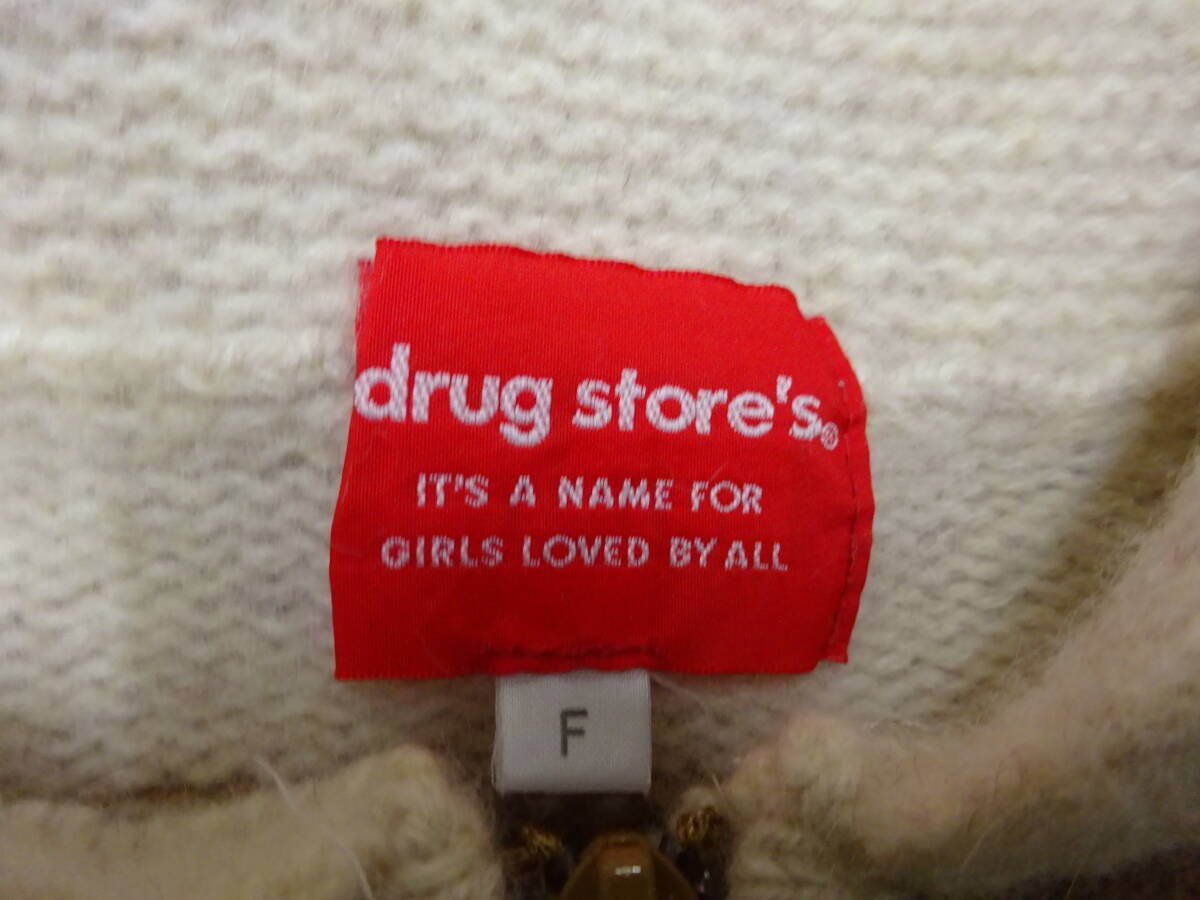 drug store's®
IT'S A NAME FOR
GIRLS LOVED BY ALL
F